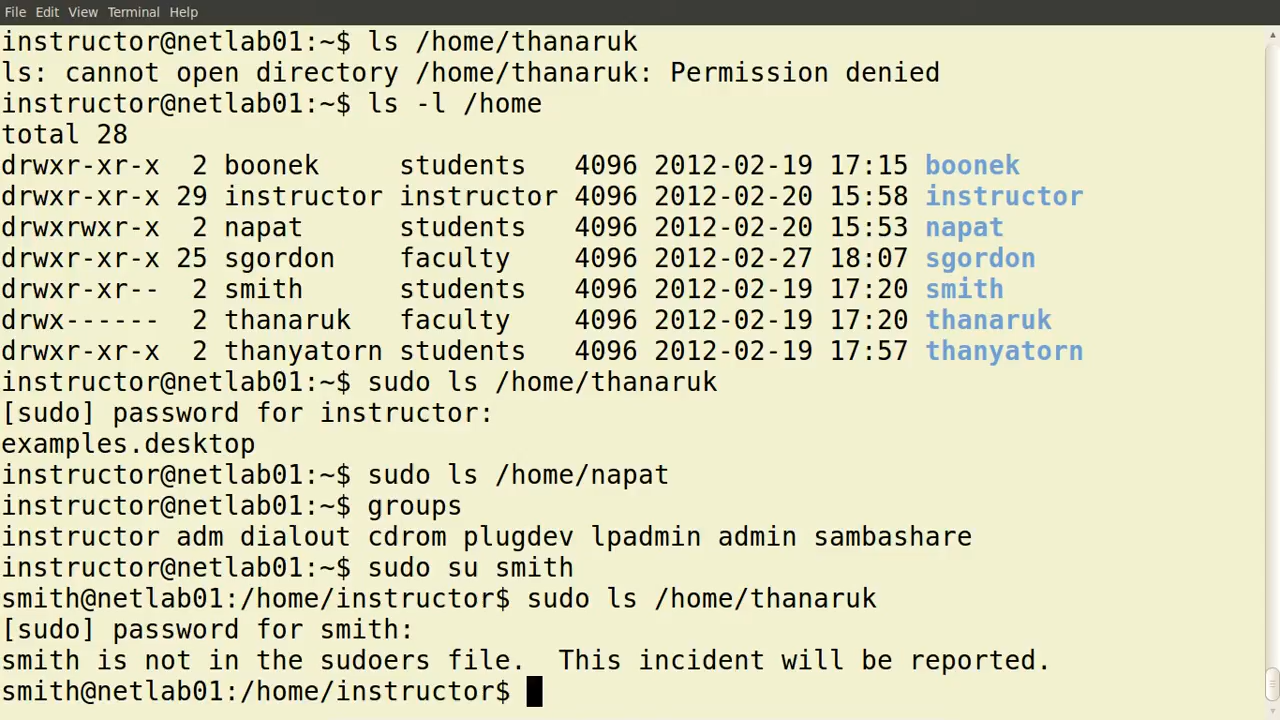 File Edit View Terminal Help
instructor@netlab01:~$ ls /home/thanaruk
ls: cannot open directory /home/thanaruk: Permission denied
instructor@netlab01:~$ ls -l /home
total 28
drwxr-xr-x  2 boonek     students   4096 2012-02-19 17:15 boonek
drwxr-xr-x 29 instructor instructor 4096 2012-02-20 15:58 instructor
drwxrwxr-x  2 napat      students   4096 2012-02-20 15:53 napat
drwxr-xr-x 25 sgordon    faculty    4096 2012-02-27 18:07 sgordon
drwxr-xr--  2 smith      students   4096 2012-02-19 17:20 smith
drwx------  2 thanaruk   faculty    4096 2012-02-19 17:20 thanaruk
drwxr-xr-x  2 thanyatorn students   4096 2012-02-19 17:57 thanyatorn
instructor@netlab01:~$ sudo ls /home/thanaruk
[sudo] password for instructor:
examples.desktop
instructor@netlab01:~$ sudo ls /home/napat
instructor@netlab01:~$ groups
instructor adm dialout cdrom plugdev lpadmin admin sambashare
instructor@netlab01:~$ sudo su smith
smith@netlab01:/home/instructor$ sudo ls /home/thanaruk
[sudo] password for smith:
smith is not in the sudoers file.  This incident will be reported.
smith@netlab01:/home/instructor$